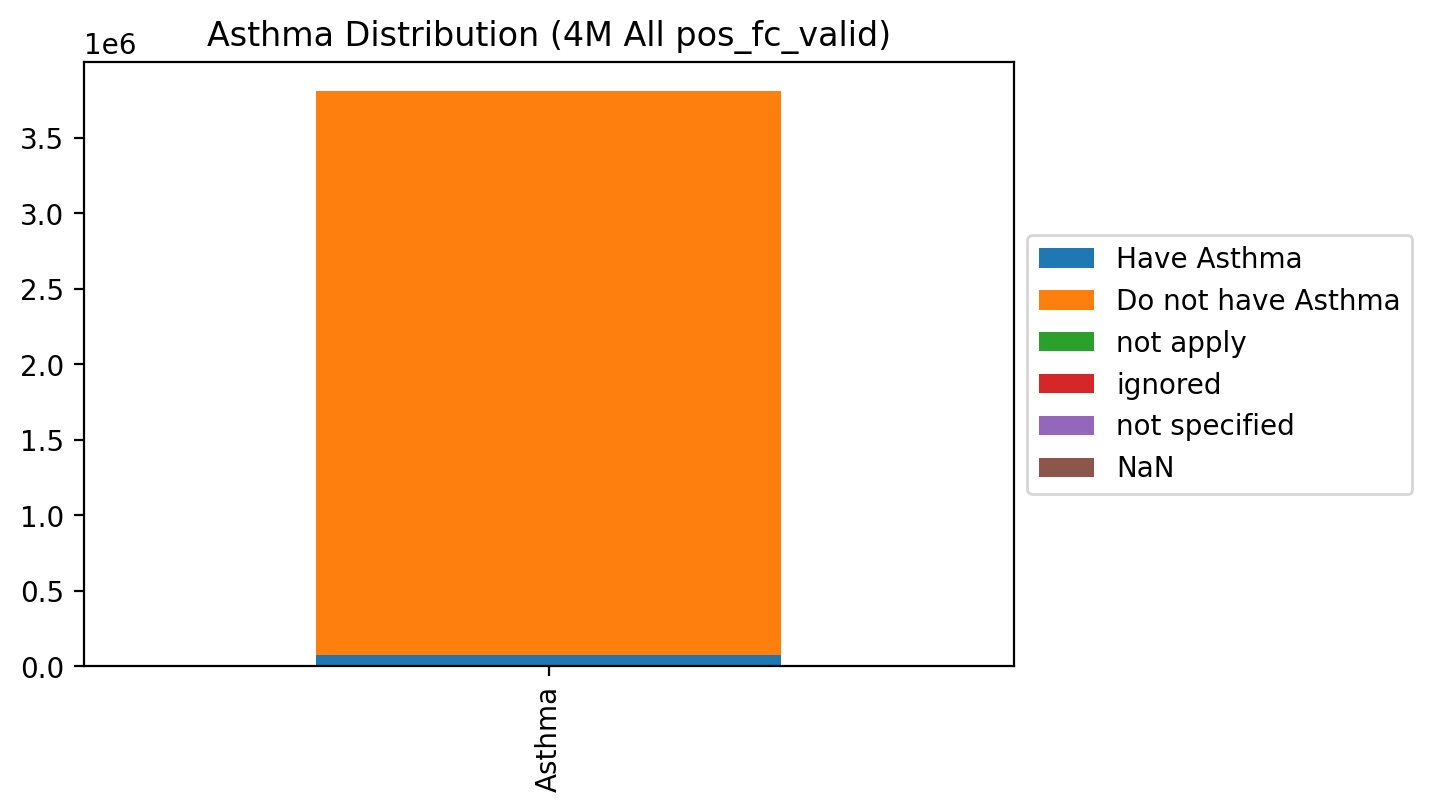 Asthma Distribution (4M All pos_fc_valid)
1e6
3.5
3.0
2.5
2.0
1.5
1.0
0.5
0.0
Asthma
Have Asthma
Do not have Asthma
not apply
ignored
not specified
NaN